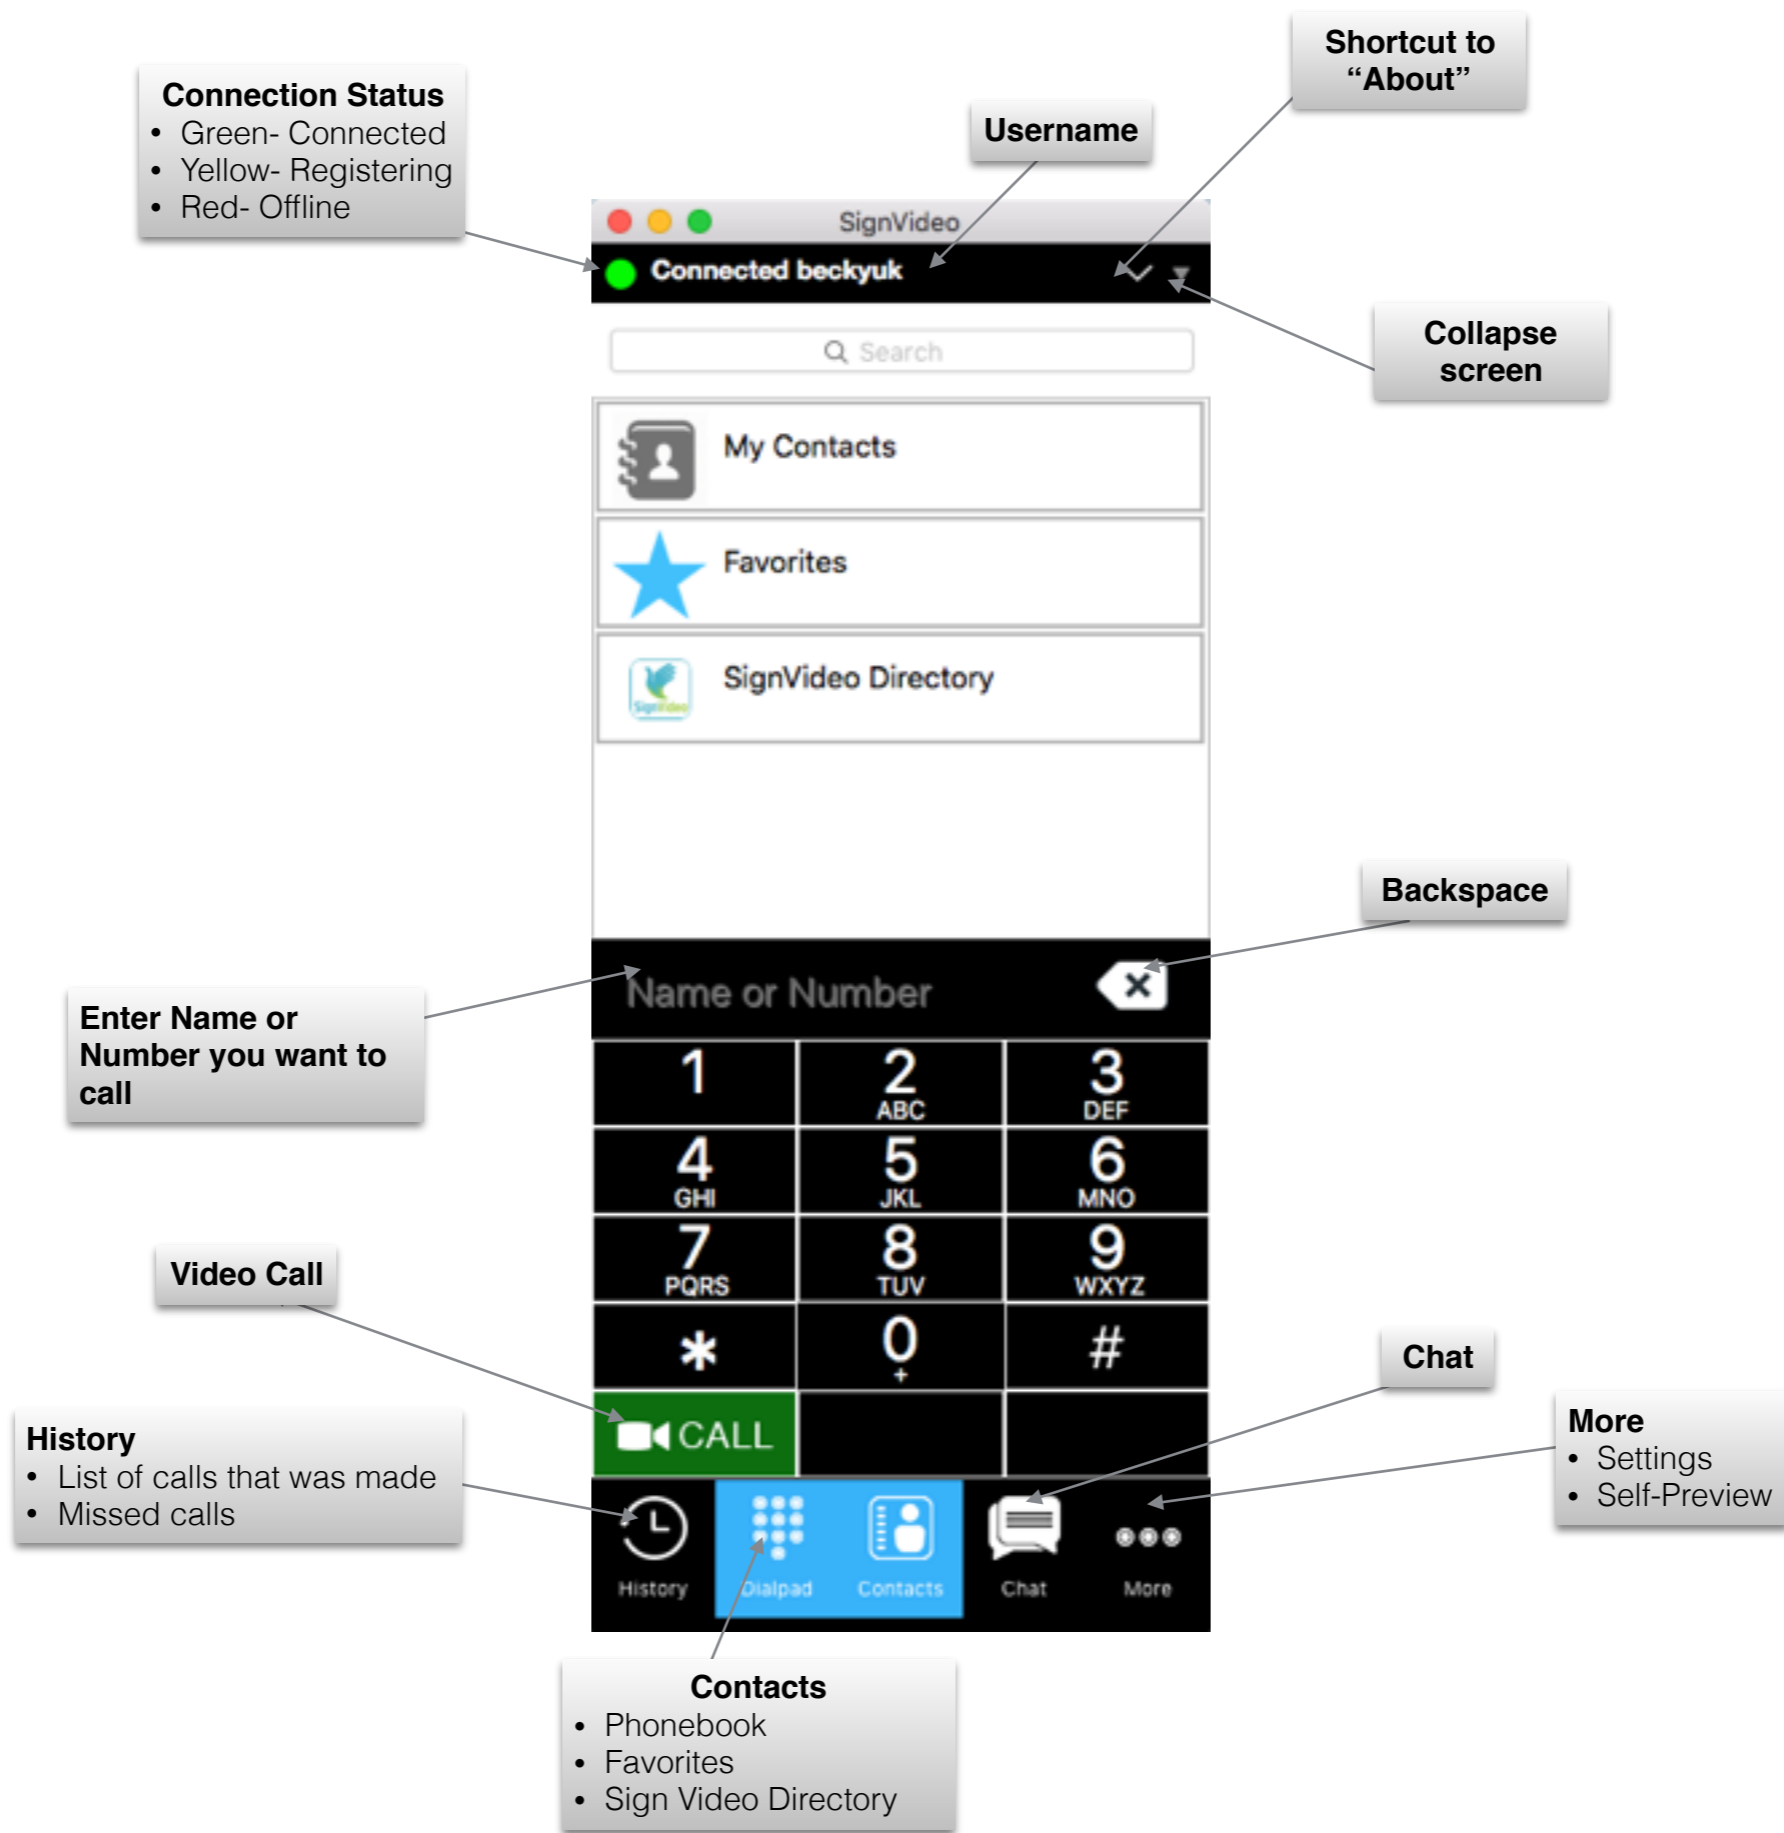 Shortcut to
“About”
Connection Status
• Green- Connected
• Yellow- Registering
• Red- Offline
Username
SignVideo
Connected beckyuk
Collapse
screen
Search
My Contacts
Favorites
SignVideo Directory
SignVideo
Backspace
Name or Number
Enter Name or
Number you want to
call
1
2
ABC
3
DEF
4
GHI
5
JKL
6
MNO
7
PQRS
8
TUV
9
WXYZ
*
0
+
#
Video Call
Chat
CALL
History
• List of calls that was made
• Missed calls
More
• Settings
• Self-Preview
History
Dialpad
Contacts
Chat
More
Contacts
• Phonebook
• Favorites
• Sign Video Directory